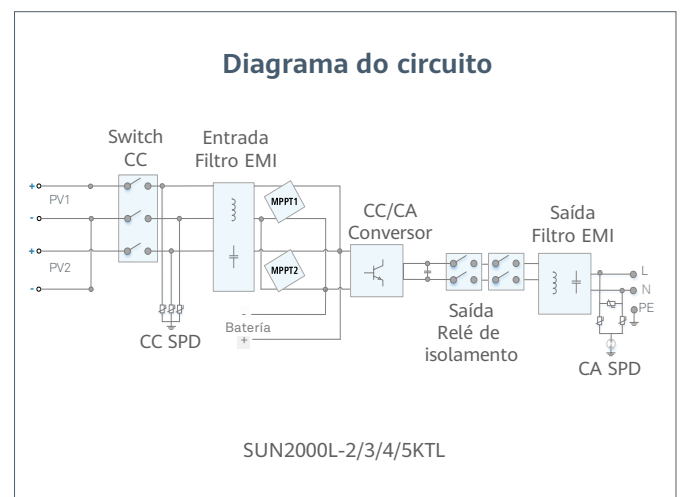 Diagrama do circuito
Switch
CC
Entrada
Filtro EMI
+
PV1
-
+
PV2
-
MPPT1
MPPT2
CC/CA
Conversor
Saída
Filtro EMI
L
N
PE
-
Batería
+
CC SPD
Saída
Relé de
isolamento
CA SPD
SUN2000L-2/3/4/5KTL